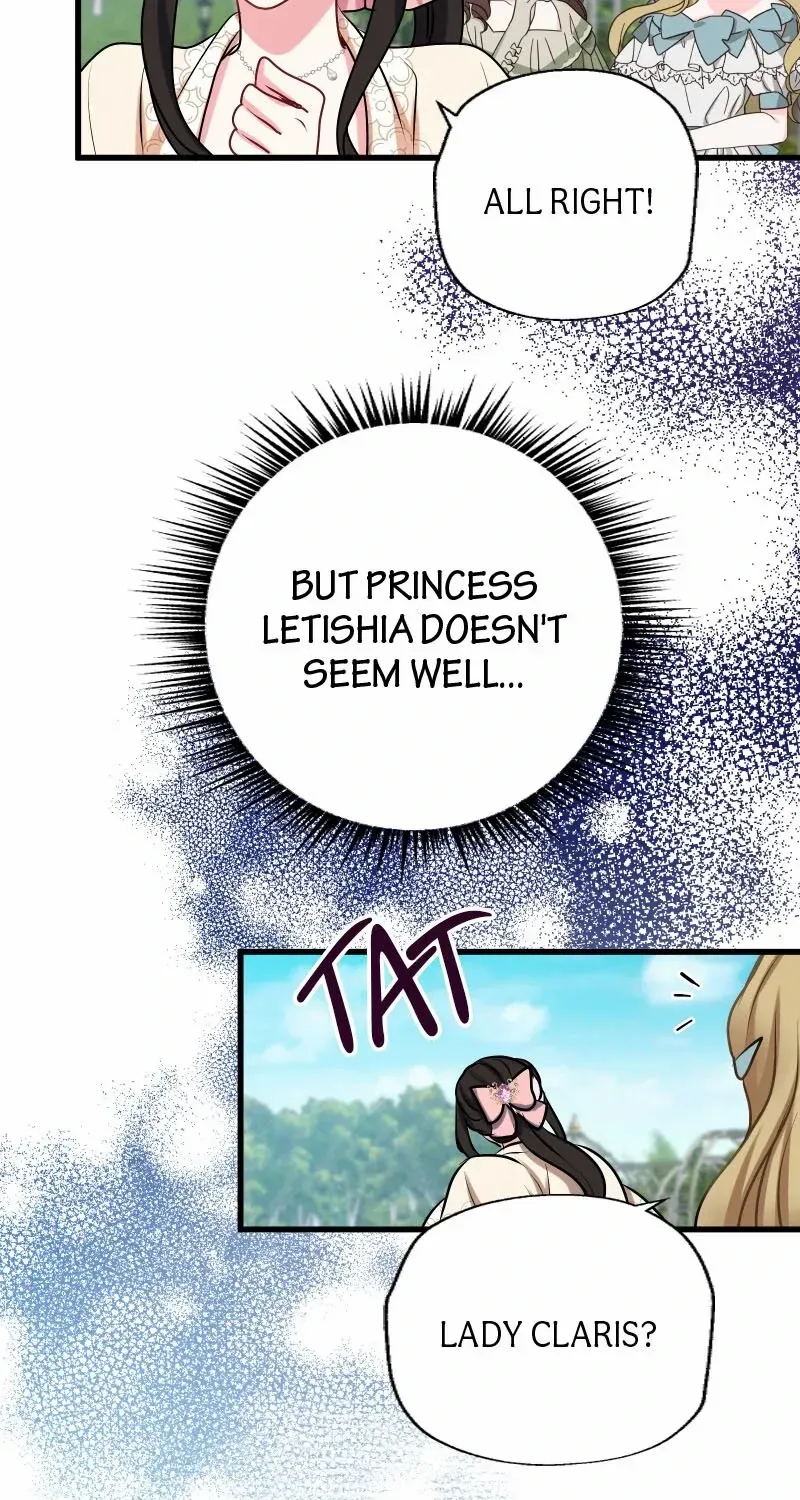 ALL RIGHT!
BUT PRINCESS
LETISHIA DOESN'T
SEEM WELL...
TAT
LADY CLARIS?